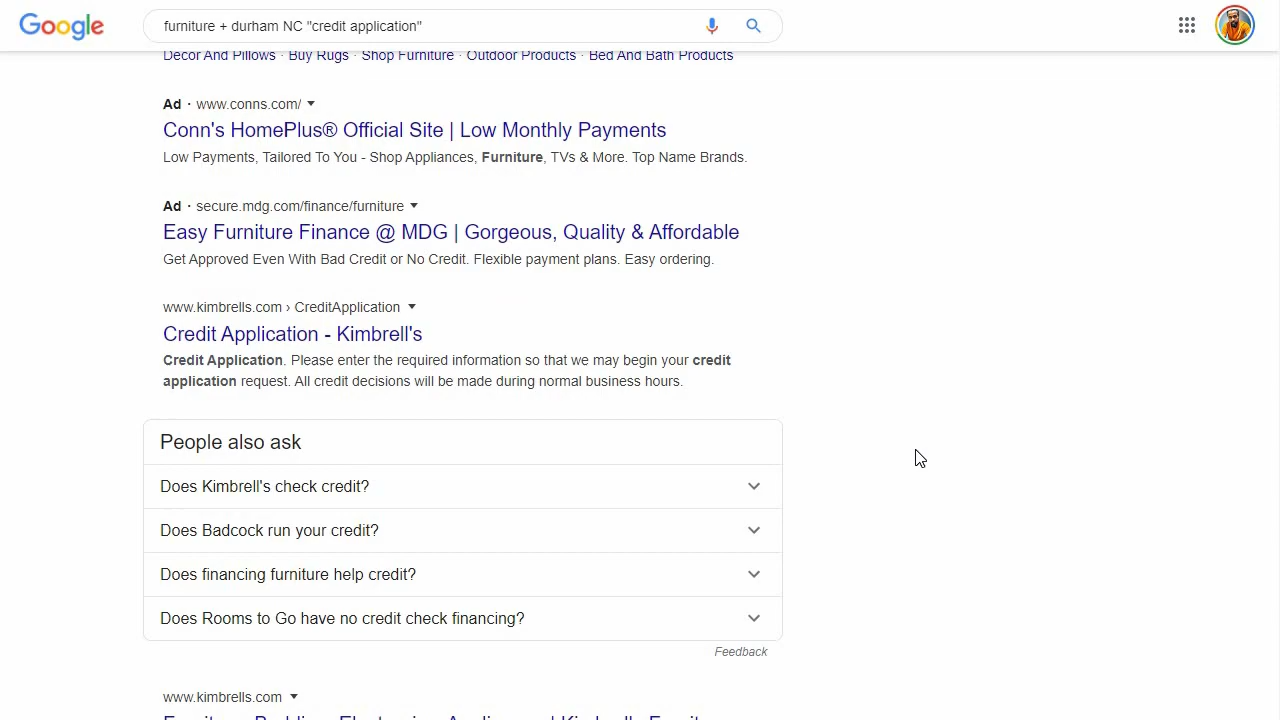 Google
furniture + durham NC "credit application"
Decor And Pillows · Buy Rugs · Shop Furniture · Outdoor Products · Bed And Bath Products
Ad · www.conns.com/
Conn's HomePlus® Official Site | Low Monthly Payments
Low Payments, Tailored To You - Shop Appliances, Furniture, TVs & More. Top Name Brands.
Ad · secure.mdg.com/finance/furniture
Easy Furniture Finance @ MDG | Gorgeous, Quality & Affordable
Get Approved Even With Bad Credit or No Credit. Flexible payment plans. Easy ordering.
www.kimbrells.com › CreditApplication
Credit Application - Kimbrell's
Credit Application. Please enter the required information so that we may begin your credit
application request. All credit decisions will be made during normal business hours.
People also ask
Does Kimbrell's check credit?
Does Badcock run your credit?
Does financing furniture help credit?
Does Rooms to Go have no credit check financing?
Feedback
www.kimbrells.com